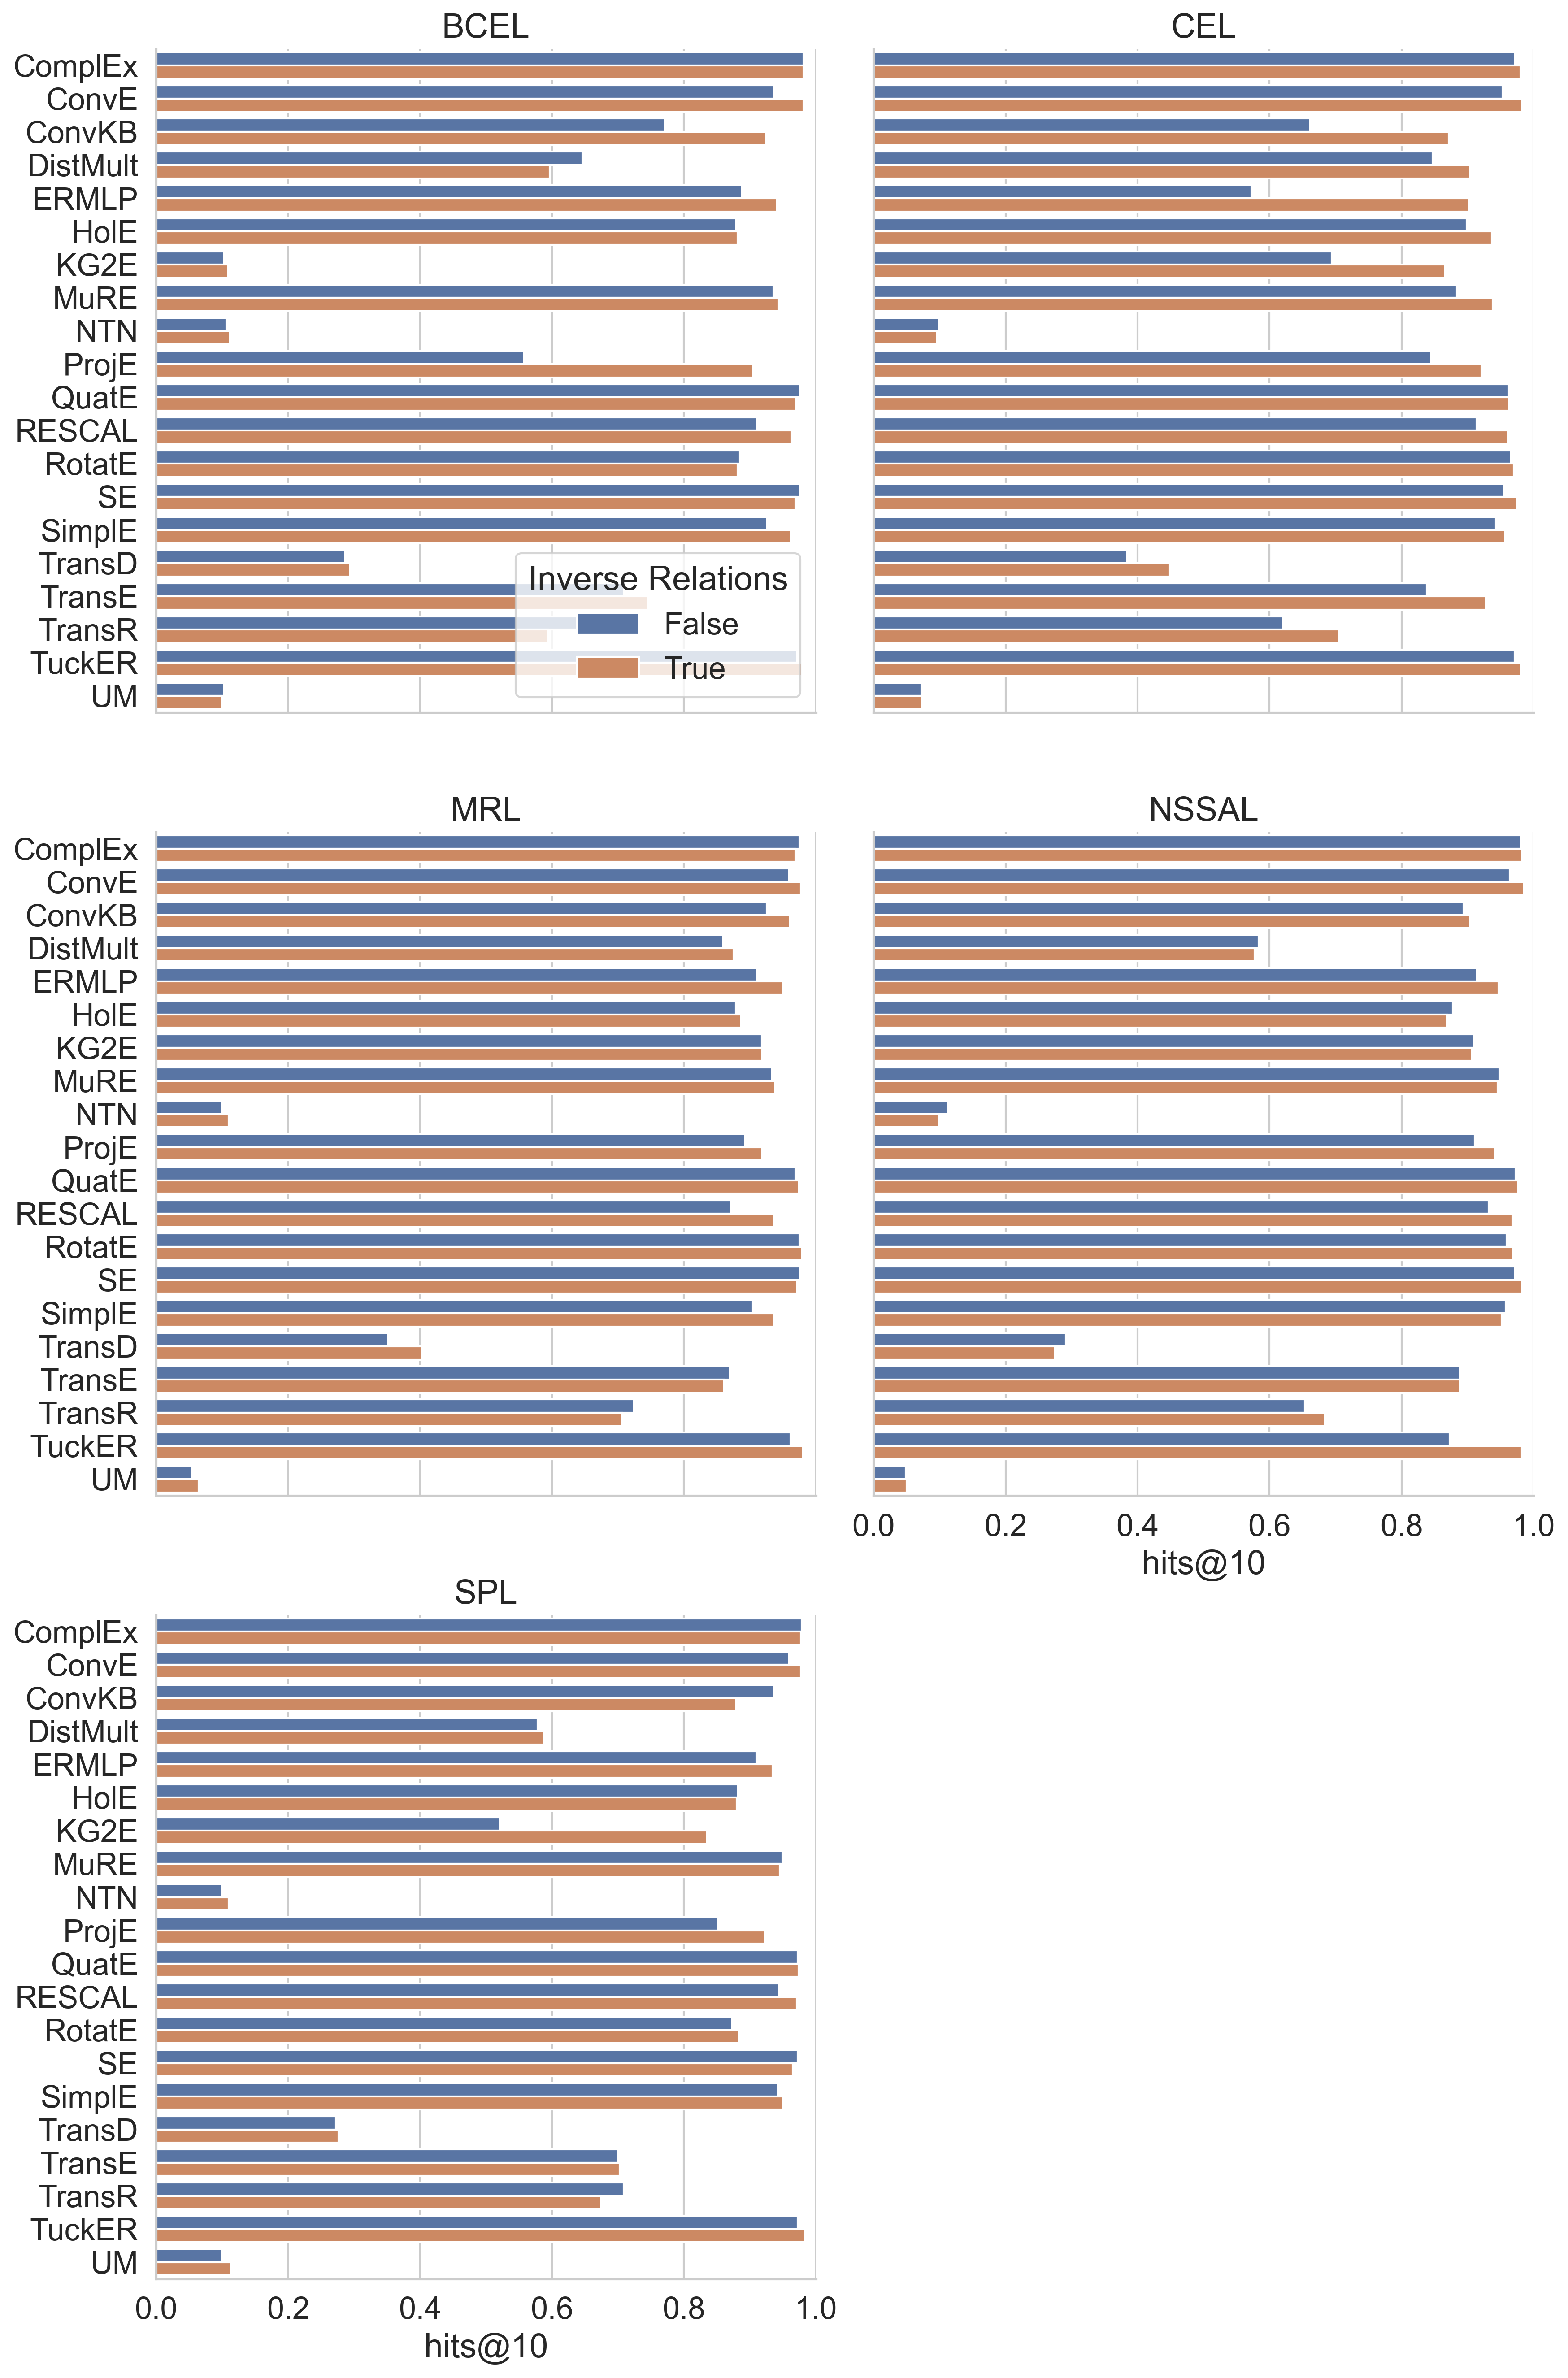 BCEL
ComplEx
ConvE
ConvKB
DistMult
ERMLP
HolE
KG2E
MuRE
NTN
ProjE
QuatE
RESCAL
RotatE
SE
SimplE
TransD
TransE
TransR
TuckER
UM
Inverse Relations
False
True
CEL
MRL
ComplEx
ConvE
ConvKB
DistMult
ERMLP
HolE
KG2E
MuRE
NTN
ProjE
QuatE
RESCAL
RotatE
SE
SimplE
TransD
TransE
TransR
TuckER
UM
NSSAL
0.0 0.2 0.4 0.6 0.8 1.0
hits@10
SPL
ComplEx
ConvE
ConvKB
DistMult
ERMLP
HolE
KG2E
MuRE
NTN
ProjE
QuatE
RESCAL
RotatE
SE
SimplE
TransD
TransE
TransR
TuckER
UM
0.0 0.2 0.4 0.6 0.8 1.0
hits@10